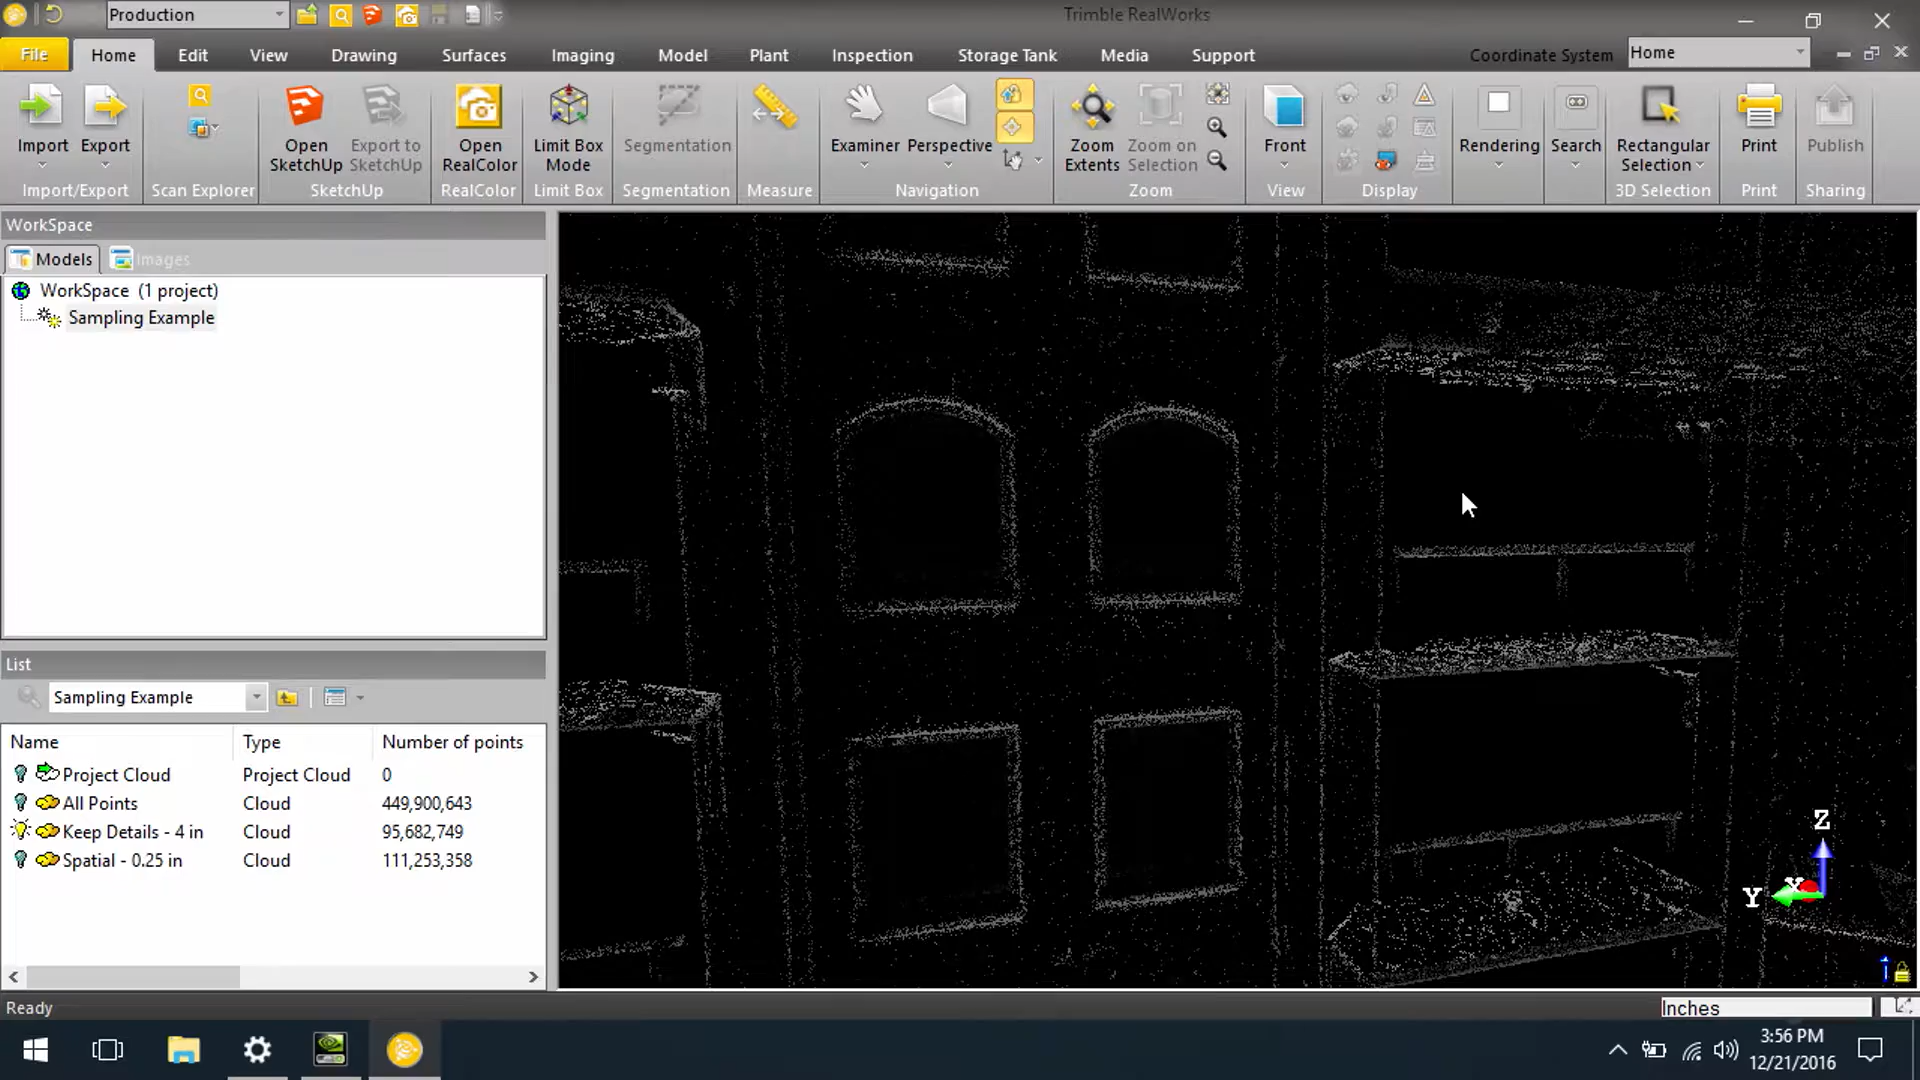 Production
Trimble RealWorks
File Home Edit View Drawing Surfaces Imaging Model Plant Inspection Storage Tank Media Support Coordinate System Home
Import
Export
Import/Export
Scan Explorer
Open
SketchUp
Export to
SketchUp
SketchUp
Open
RealColor
RealColor
Limit Box
Mode
Limit Box
Segmentation
Segmentation
Measure
Examiner
Perspective
Navigation
Zoom
Extents
Zoom on
Selection
Zoom
Front
View
Display
Rendering
Search
Rectangular
Selection
3D Selection
Print
Print
Publish
Sharing
WorkSpace
Models Images
WorkSpace (1 project)
Sampling Example
List
Sampling Example
Name Type Number of points
Project Cloud Project Cloud 0
All Points Cloud 449,900,643
Keep Details - 4 in Cloud 95,682,749
Spatial - 0.25 in Cloud 111,253,358
Z
X
Y
Ready
Inches
3:56 PM
12/21/2016